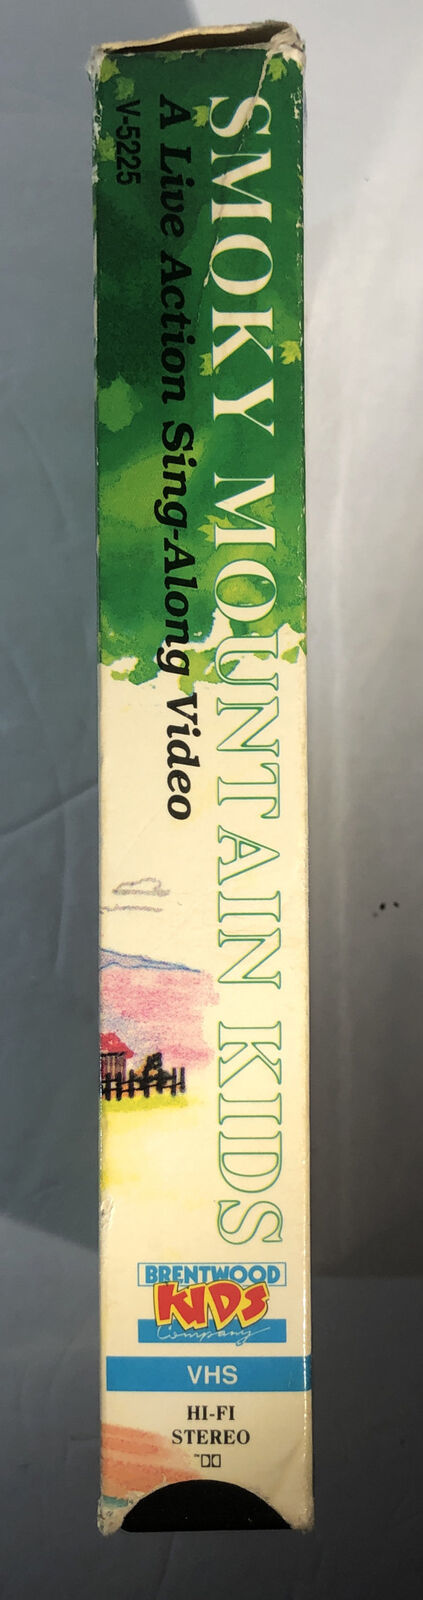 SMOKY MOUNTAIN KIDS
A Live Action Sing-Along Video
V-5225
BRENTWOOD
KIDS
Company
VHS
HI-FI
STEREO